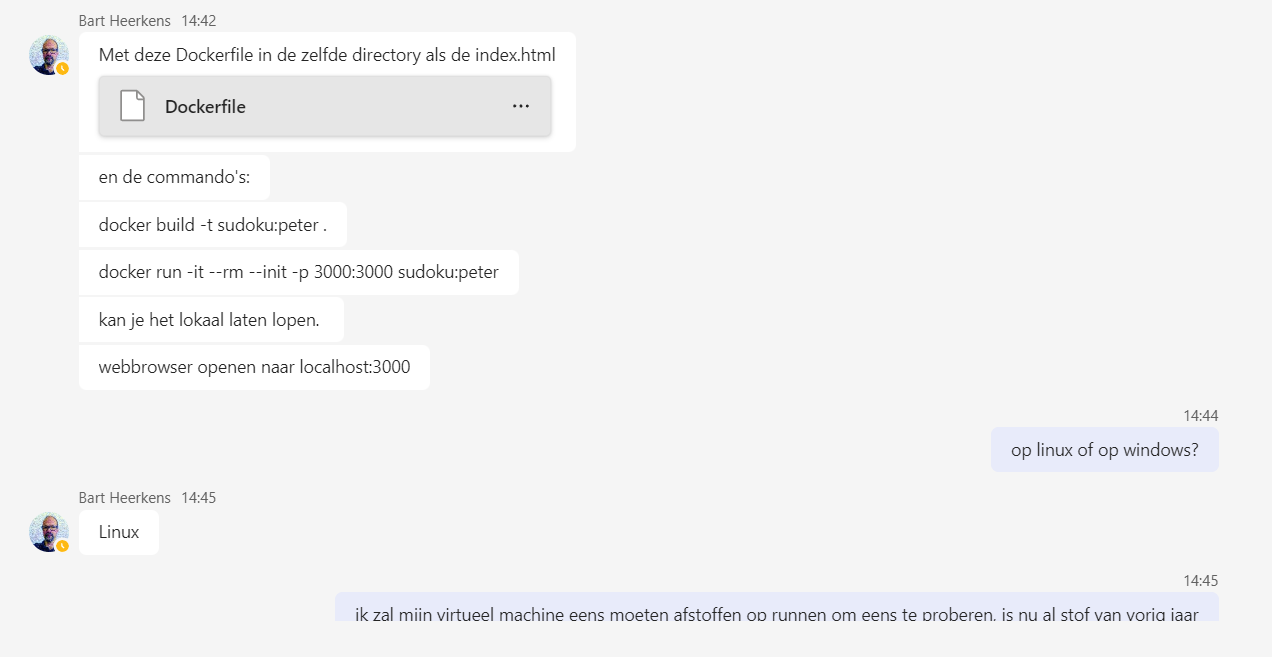 Bart Heerkens 14:42
Met deze Dockerfile in de zelfde directory als de index.html
Dockerfile
en de commando's:
docker build -t sudoku:peter .
docker run -it --rm --init -p 3000:3000 sudoku:peter
kan je het lokaal laten lopen.
webbrowser openen naar localhost:3000
14:44
op linux of op windows?
Bart Heerkens 14:45
Linux
14:45
ik zal mijn virtueel machine eens moeten afstoffen op runnen om eens te proberen. is nu al stof van vorig jaar